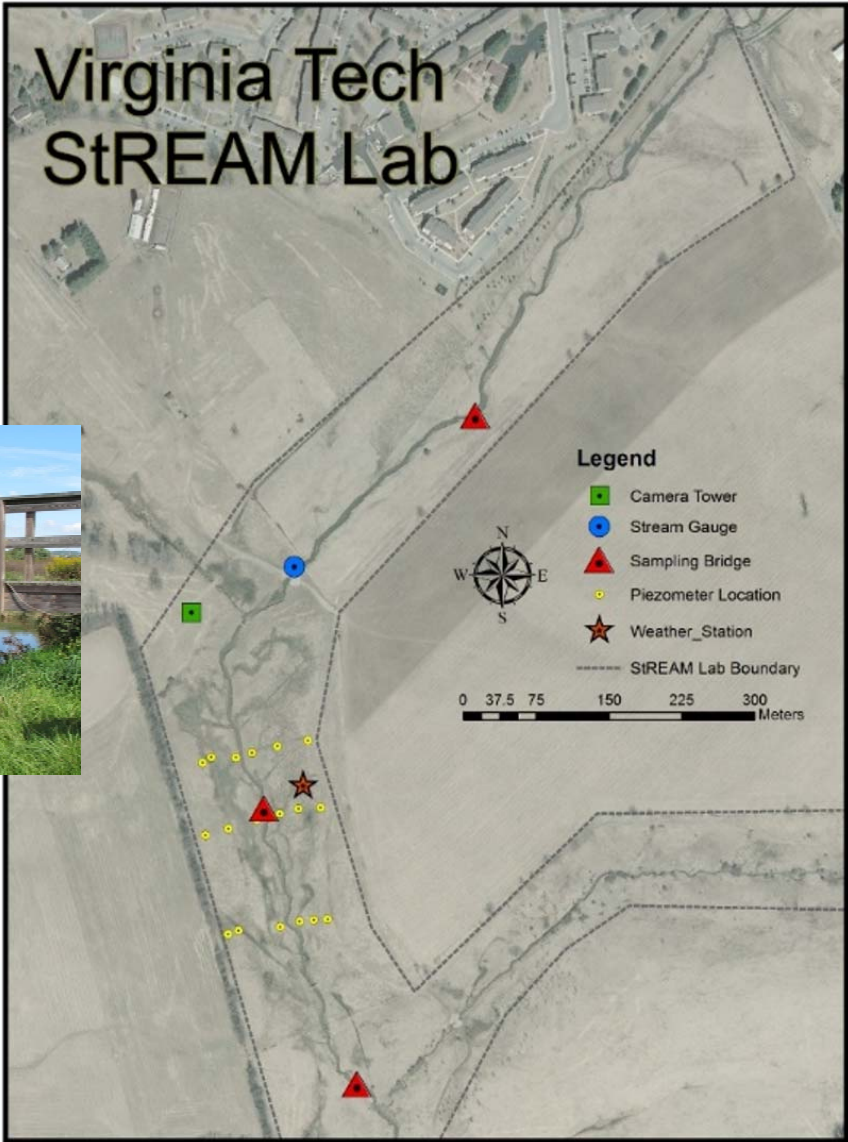 Virginia Tech
StREAM Lab
Legend
Camera Tower
Stream Gauge
Sampling Bridge
Piezometer Location
Weather_Station
StREAM Lab Boundary
N
W E
S
0 37.5 75 150 225 300
Meters